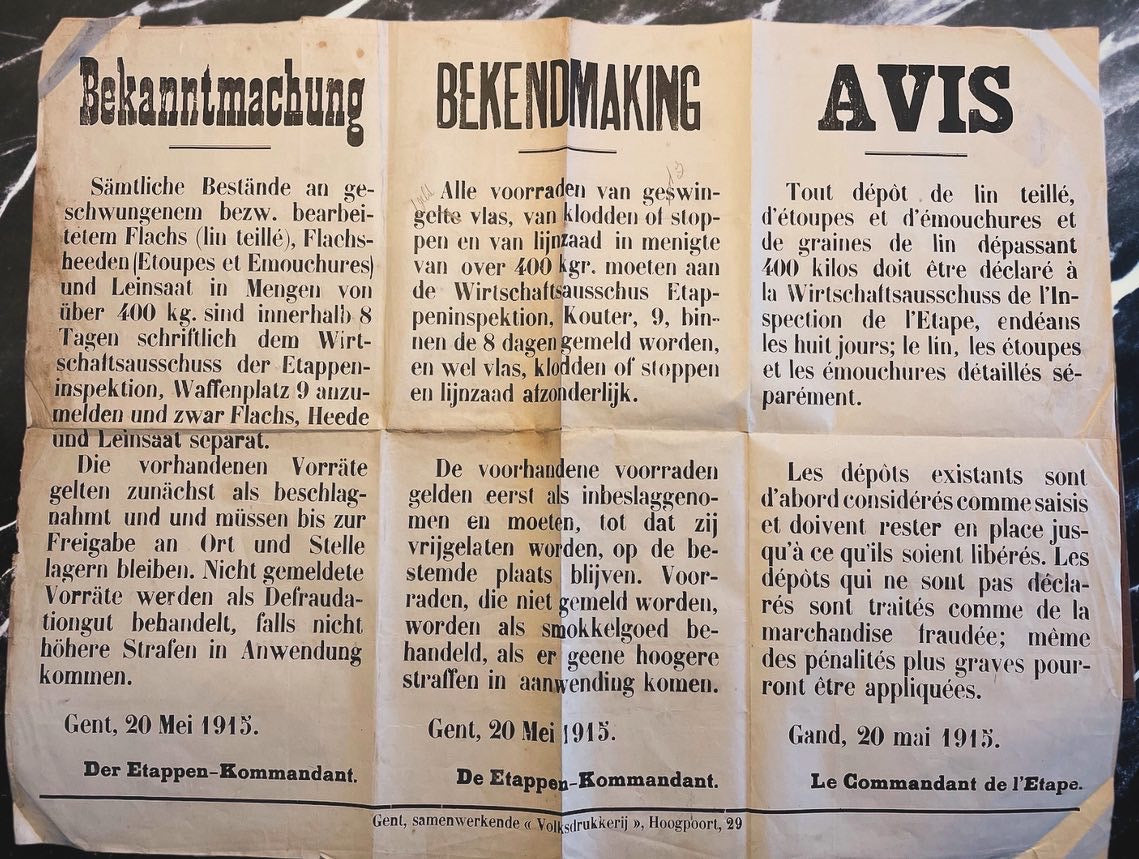 Bekanntmachung
Sämtliche Bestände an ge-
schwungenem bezw. bearbei-
tetem Flachs (lin teillé), Flachs-
heeden (Etoupes et Emouchures)
und Leinsaat in Mengen von
über 400 kg. sind innerhalb 8
Tagen schriftlich dem Wirt-
schaftsausschuss der Etappen-
inspektion, Waffenplatz 9 anzu-
melden und zwar Flachs, Heede
und Leinsaat separat.
Die vorhandenen Vorräte
gelten zunächst als beschlag-
nahmt und und müssen bis zur
Freigabe an Ort und Stelle
lagern bleiben. Nicht gemeldete
Vorräte werden als Defrauda-
tiongut behandelt, falls nicht
höhere Strafen in Anwendung
kommen.
Gent, 20 Mei 1915.
Der Etappen-Kommandant.
BEKENDMAKING
Alle voorraden van geswin-
gelte vlas, van klodden of stop-
pen en van lijnzaad in menigte
van over 400 kgr. moeten aan
de Wirtschaftsausschus Etap-
peninspektion, Kouter, 9, bin-
nen de 8 dagen gemeld worden,
en wel vlas, klodden of stoppen
en lijnzaad afzonderlijk.
De voorhandene voorraden
gelden eerst als inbeslaggeno-
men en moeten, tot dat zij
vrijgelaten worden, op de be-
stemde plaats blijven. Voor-
raden, die niet gemeld worden,
worden als smokkelgoed be-
handeld, als er geene hoogere
straffen in aanwending komen.
Gent, 20 Mei 1915.
De Etappen-Kommandant.
AVIS
Tout dépôt de lin teillé,
d'étoupes et d'émouchures et
de graines de lin dépassant
400 kilos doit être déclaré à
la Wirtschaftsausschuss de l'In-
spection de l'Etape, endéans
les huit jours; le lin, les étoupes
et les émouchures détaillés sé-
parément.
Les dépôts existants sont
d'abord considérés comme saisis
et doivent rester en place jus-
qu'à ce qu'ils soient libérés. Les
dépôts qui ne sont pas décla-
rés sont traités comme de la
marchandise fraudée; même
des pénalités plus graves pour-
ront être appliquées.
Gand, 20 mai 1915.
Le Commandant de l'Etape.
Gent, samenwerkende « Volksdrukkerij », Hoogpoort, 29